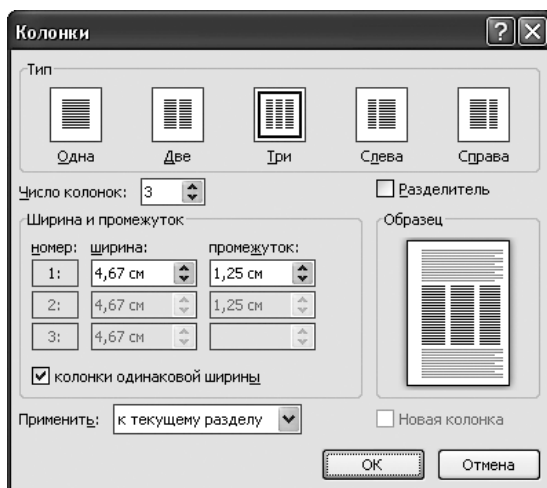 Колонки
Тип
Одна Две Три Слева Справа
Число колонок: 3 Разделитель
Ширина и промежуток Образец
номер: ширина: промежуток:
1: 4,67 см 1,25 см
2: 4,67 см 1,25 см
3: 4,67 см
колонки одинаковой ширины
Применить: к текущему разделу Новая колонка
ОК Отмена